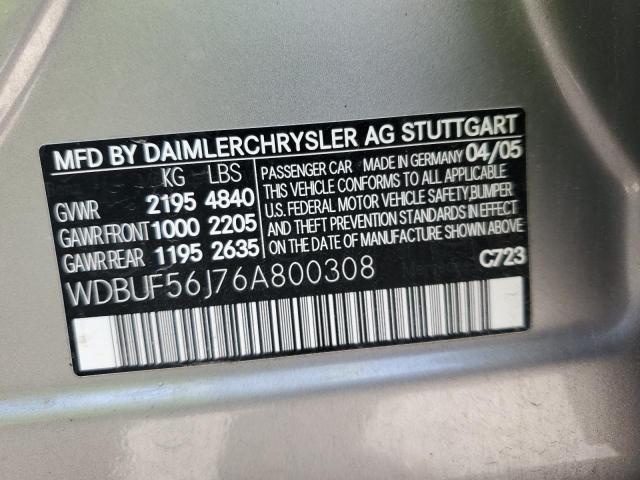 MFD BY DAIMLERCHRYSLER AG STUTTGART
KG LBS
GVWR 2195 4840
GAWR FRONT 1000 2205
GAWR REAR 1195 2635
PASSENGER CAR MADE IN GERMANY 04/05
THIS VEHICLE CONFORMS TO ALL APPLICABLE
U.S. FEDERAL MOTOR VEHICLE SAFETY, BUMPER
AND THEFT PREVENTION STANDARDS IN EFFECT
ON THE DATE OF MANUFACTURE SHOWN ABOVE
WDBUF56J76A800308
C723